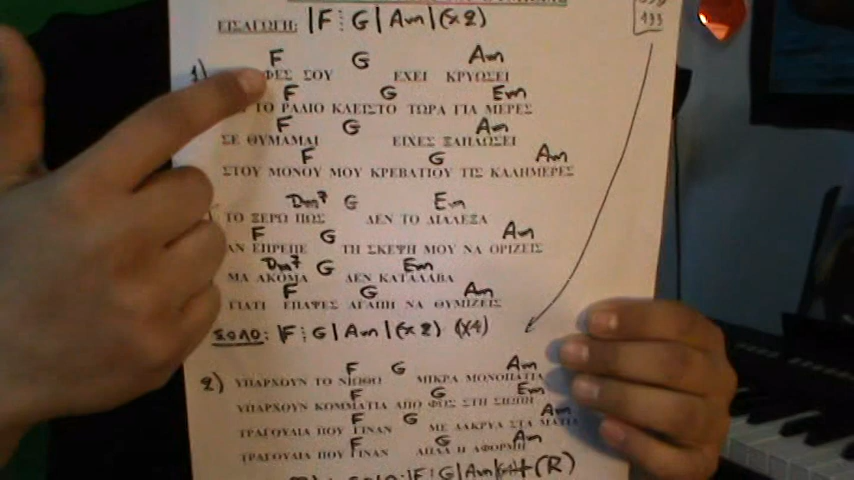 ΕΙΣΑΓΩΓΗ: |F ⋮ G | Am | (x2)
133
1)
F G Am
ΦΕΣ ΣΟΥ ΕΧΕΙ ΚΡΥΩΣΕΙ
F G Em
ΤΟ ΡΑΔΙΟ ΚΛΕΙΣΤΟ ΤΩΡΑ ΓΙΑ ΜΕΡΕΣ
F G Am
ΣΕ ΘΥΜΑΜΑΙ ΕΙΧΕΣ ΞΑΠΛΩΣΕΙ
F G Am
ΣΤΟΥ ΜΟΝΟΥ ΜΟΥ ΚΡΕΒΑΤΙΟΥ ΤΙΣ ΚΑΛΗΜΕΡΕΣ
Dm7 G Em
ΤΟ ΞΕΡΩ ΠΩΣ ΔΕΝ ΤΟ ΔΙΑΛΕΞΑ
F G Am
ΑΝ ΕΠΡΕΠΕ ΤΗ ΣΚΕΨΗ ΜΟΥ ΝΑ ΟΡΙΖΕΙΣ
Dm7 G Em
ΜΑ ΑΚΟΜΑ ΔΕΝ ΚΑΤΑΛΑΒΑ
F G Am
ΓΙΑΤΙ ΕΠΑΨΕΣ ΑΓΑΠΗ ΝΑ ΘΥΜΙΖΕΙΣ
ΣΟΛΟ: F ⋮ G | Am | (x2) (x4)
F G Am
2) ΥΠΑΡΧΟΥΝ ΤΟ ΝΙΩΘΩ ΜΙΚΡΑ ΜΟΝΟΠΑΤΙΑ
F G Em
ΥΠΑΡΧΟΥΝ ΚΟΜΜΑΤΙΑ ΑΠΟ ΦΩΣ ΣΤΗ ΣΙΩΠΗ
F G Am
ΤΡΑΓΟΥΔΙΑ ΠΟΥ ΓΙΝΑΝ ΜΕ ΔΑΚΡΥΑ ΣΤΑ ΜΑΤΙΑ
F G Am
ΤΡΑΓΟΥΔΙΑ ΠΟΥ ΓΙΝΑΝ ΑΠΛΑ Η ΑΦΟΡΜΗ
F ⋮ G | Am (R)